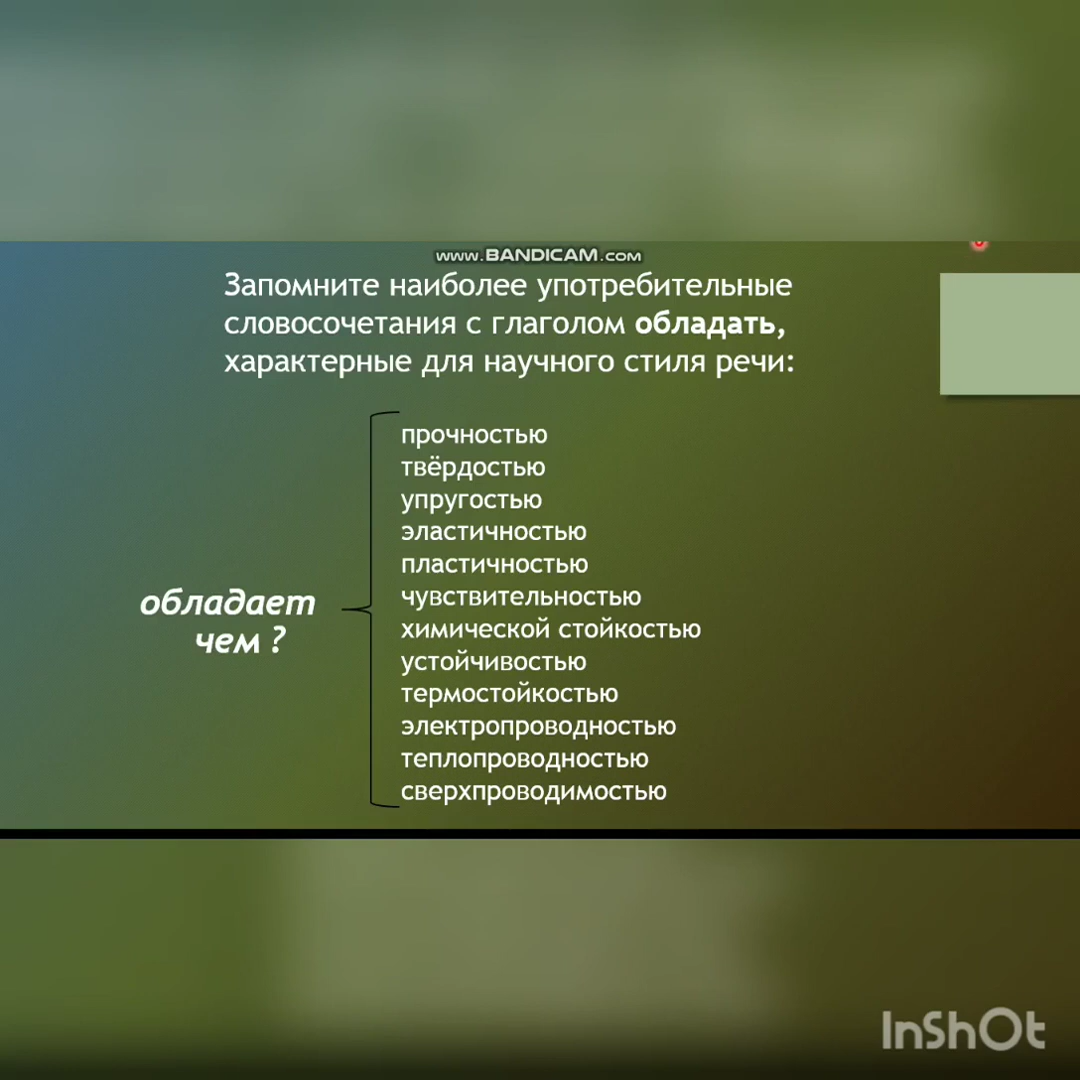 www.BANDICAM.com
Запомните наиболее употребительные
словосочетания с глаголом обладать,
характерные для научного стиля речи:
обладает
чем ?
прочностью
твёрдостью
упругостью
эластичностью
пластичностью
чувствительностью
химической стойкостью
устойчивостью
термостойкостью
электропроводностью
теплопроводностью
сверхпроводимостью
InShOt